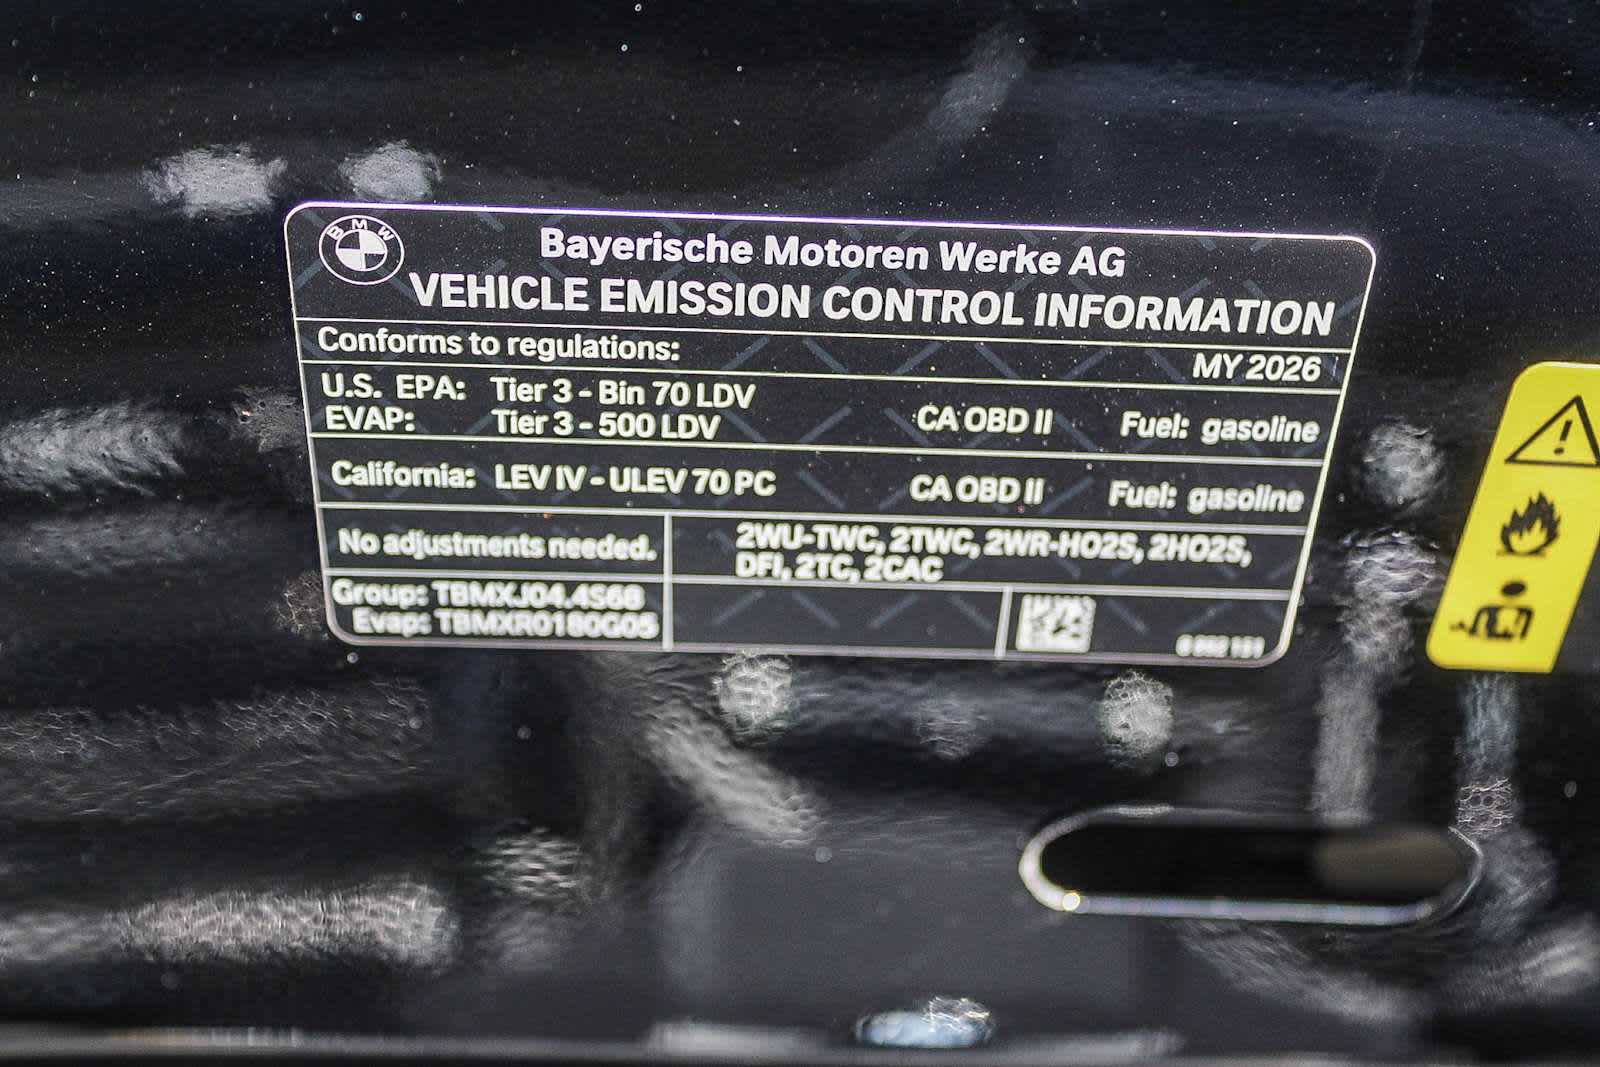 BMW
Bayerische Motoren Werke AG
VEHICLE EMISSION CONTROL INFORMATION
Conforms to regulations:
MY 2026
U.S. EPA: Tier 3 - Bin 70 LDV
EVAP: Tier 3 - 500 LDV
CA OBD II Fuel: gasoline
California: LEV IV - ULEV 70 PC CA OBD II Fuel: gasoline
No adjustments needed.
2WU-TWC, 2TWC, 2WR-HO2S, 2HO2S,
DFI, 2TC, 2CAC
Group: TBMXJ04.4S68
Evap: TBMXR0180G05